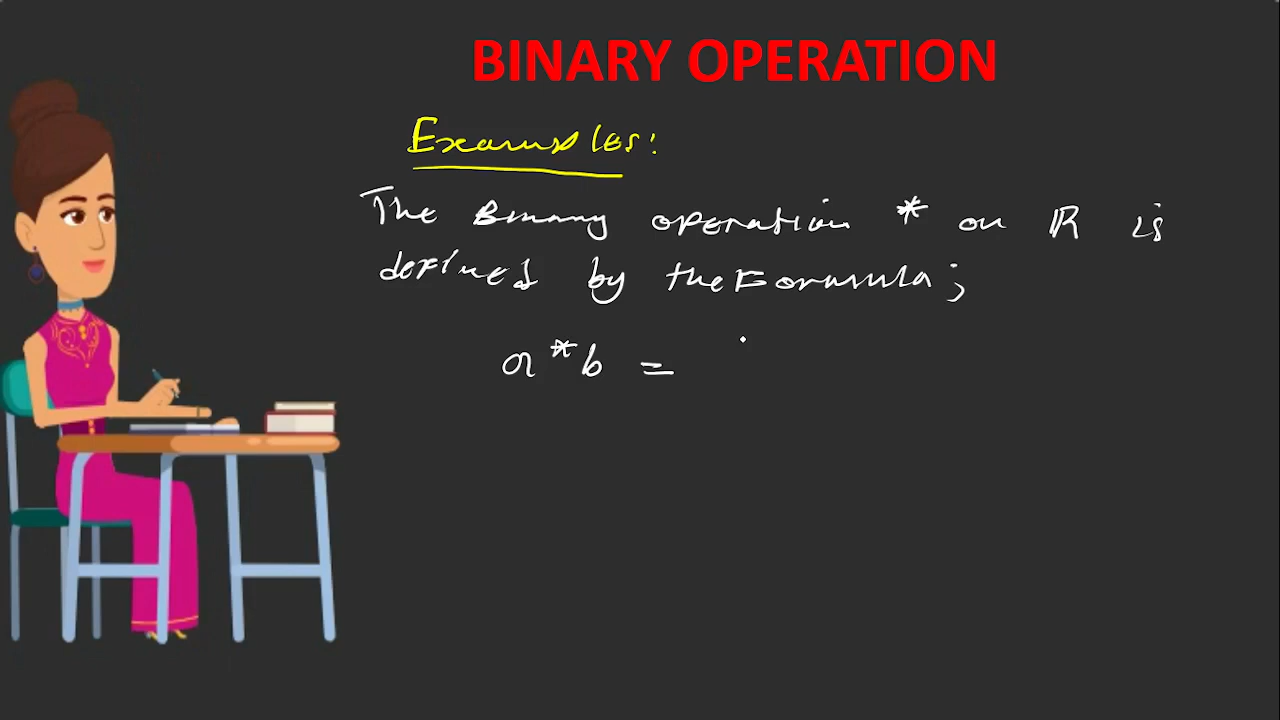 BINARY OPERATION
Examples:
The Binary operation * on R is
defined by the Formula;
a * b =